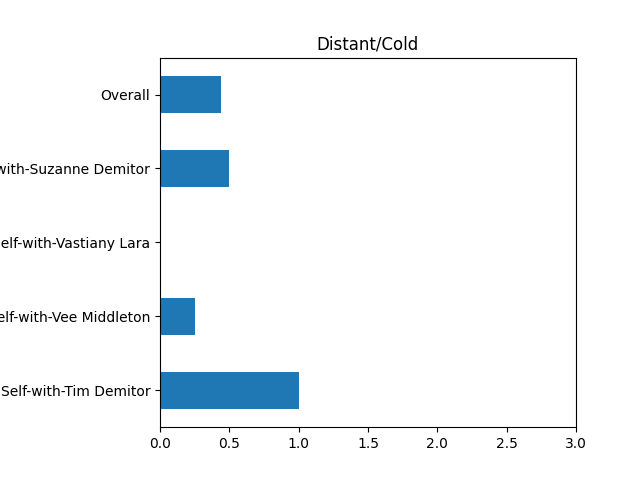 Distant/Cold
Overall
with-Suzanne Demitor
elf-with-Vastiany Lara
elf-with-Vee Middleton
Self-with-Tim Demitor
0.0 0.5 1.0 1.5 2.0 2.5 3.0